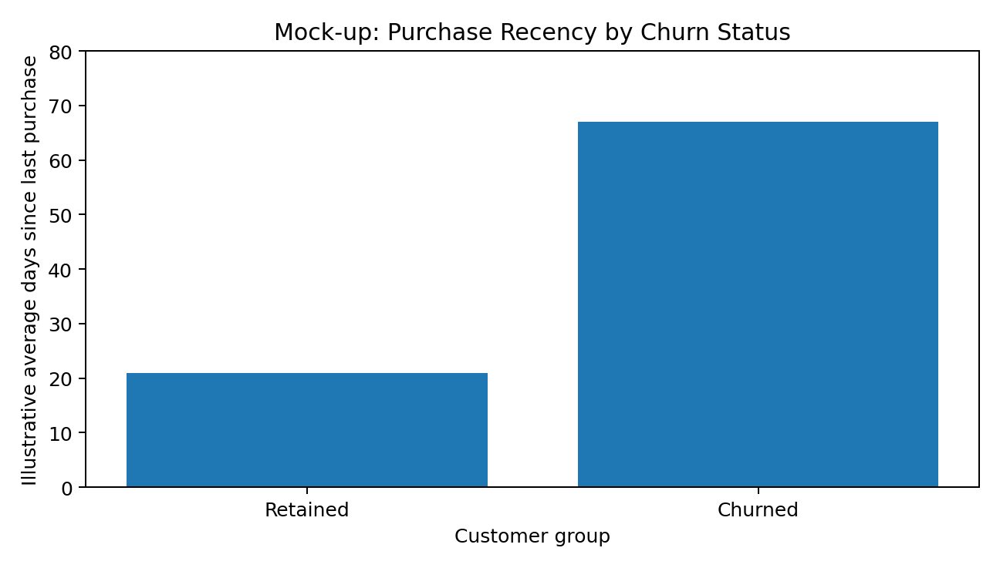 Mock-up: Purchase Recency by Churn Status
Illustrative average days since last purchase
80
70
60
50
40
30
20
10
0
Retained
Churned
Customer group